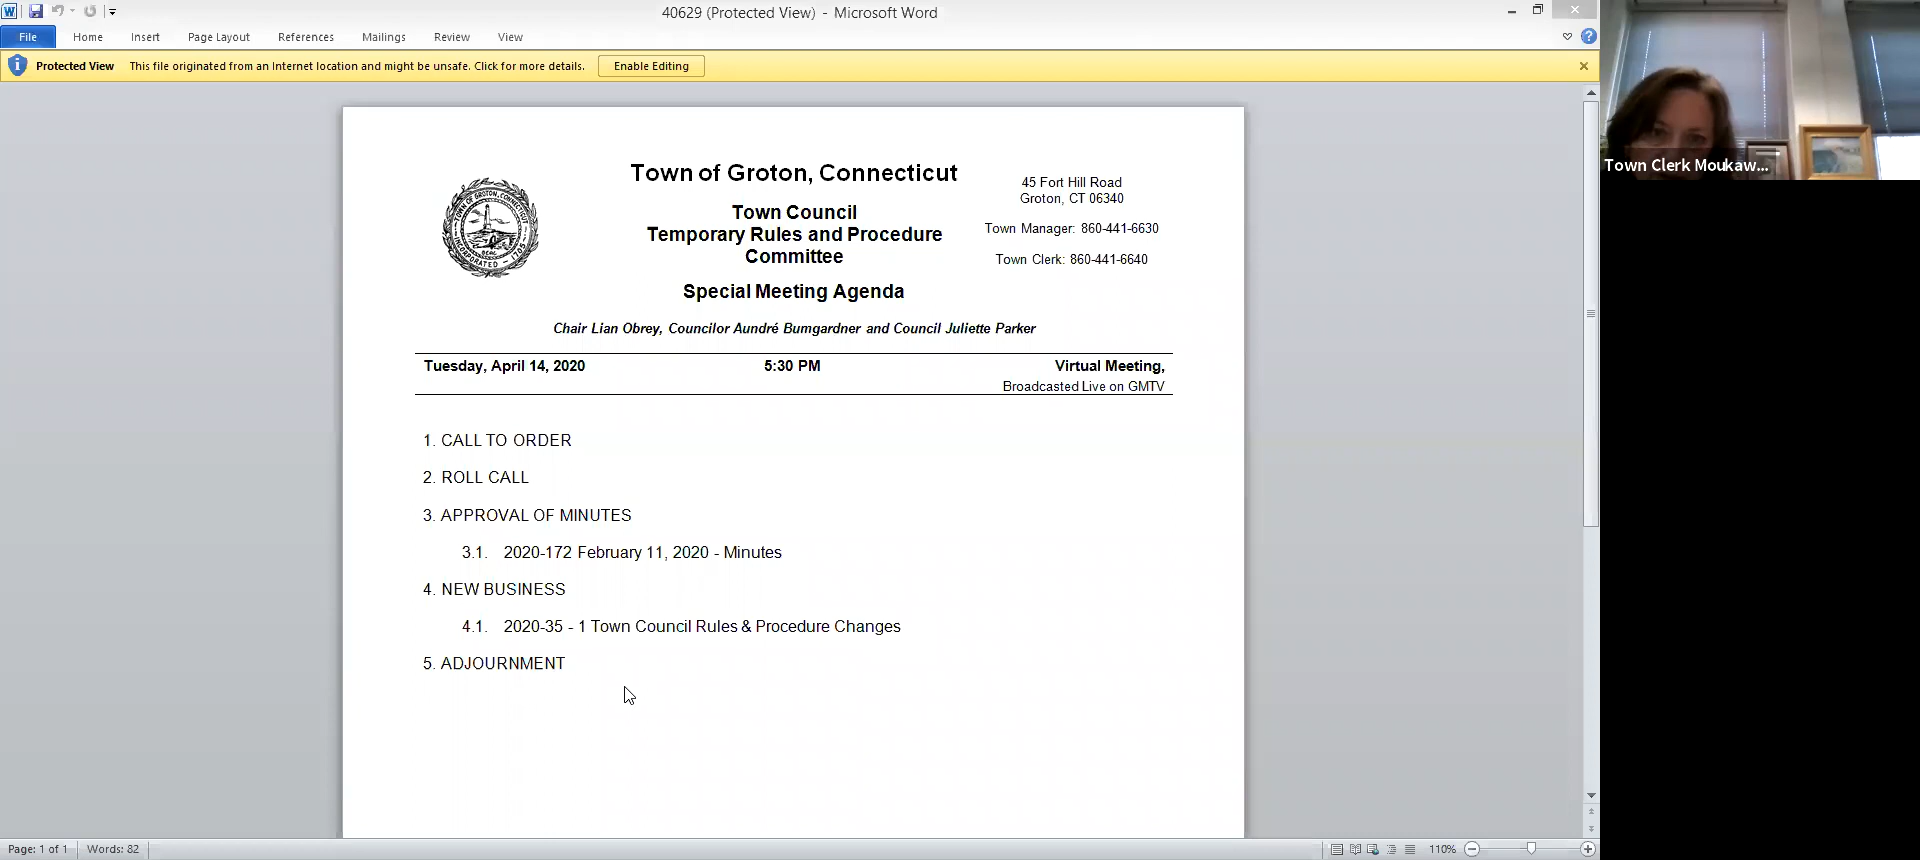 40629 (Protected View) - Microsoft Word
File Home Insert Page Layout References Mailings Review View
Protected View This file originated from an Internet location and might be unsafe. Click for more details. Enable Editing
Town of Groton, Connecticut
Town Council
Temporary Rules and Procedure
Committee
Special Meeting Agenda
45 Fort Hill Road
Groton, CT 06340
Town Manager: 860-441-6630
Town Clerk: 860-441-6640
TOWN OF GROTON, CONNECTICUT
INCORPORATED - 1705
Chair Lian Obrey, Councilor Aundré Bumgardner and Council Juliette Parker
Tuesday, April 14, 2020 5:30 PM Virtual Meeting,
Broadcasted Live on GMTV
1. CALL TO ORDER
2. ROLL CALL
3. APPROVAL OF MINUTES
3.1. 2020-172 February 11, 2020 - Minutes
4. NEW BUSINESS
4.1. 2020-35 - 1 Town Council Rules & Procedure Changes
5. ADJOURNMENT
Page: 1 of 1 Words: 82 110%
Town Clerk Moukaw...